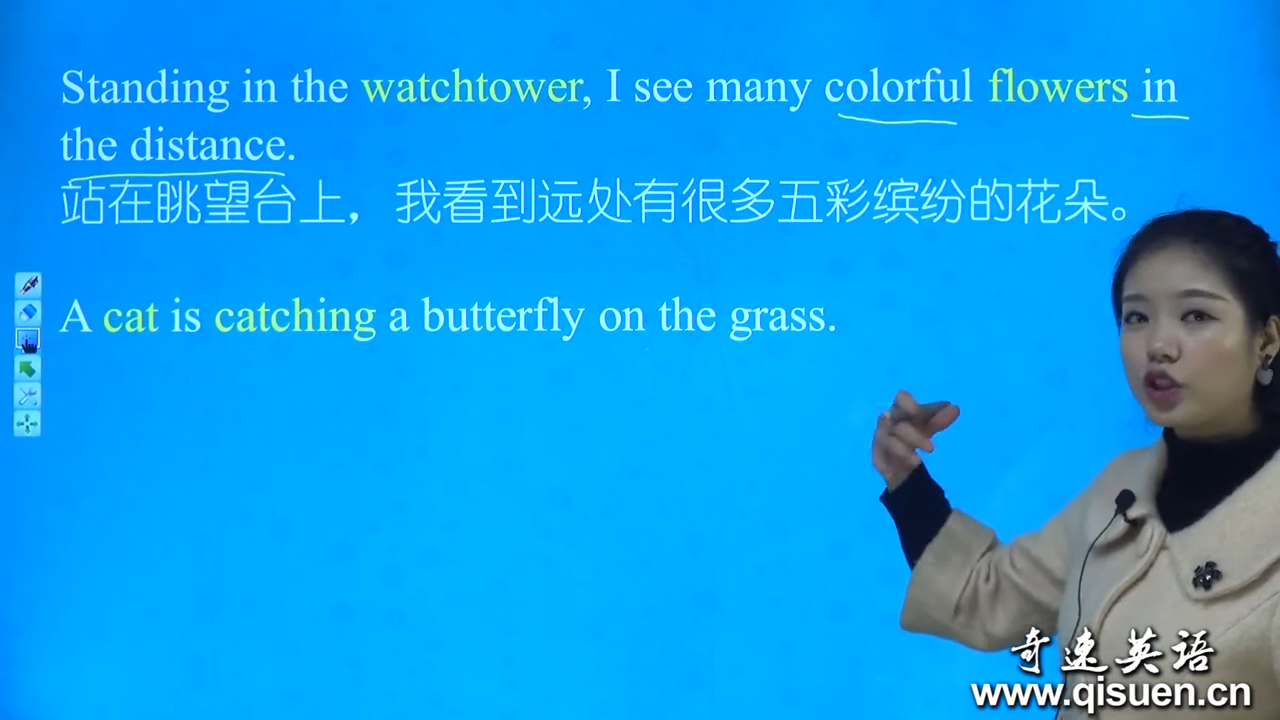 Standing in the watchtower, I see many colorful flowers in
the distance.
站在眺望台上，我看到远处有很多五彩缤纷的花朵。
A cat is catching a butterfly on the grass.
奇速英语
www.qisuen.cn